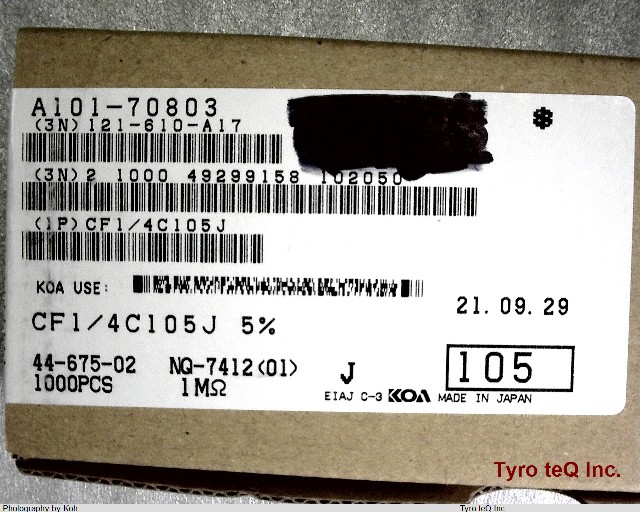 A101-70803
(3N) 121-610-A17
(3N) 2 1000 49299158 102050
(1P) CF1/4C105J
KOA USE:
21.09.29
CF1/4C105J 5%
44-675-02 NQ-7412(01) J 105
1000PCS 1MΩ
EIAJ C-3 KOA MADE IN JAPAN
Tyro teQ Inc.
Photography by Koh Tyro teQ Inc